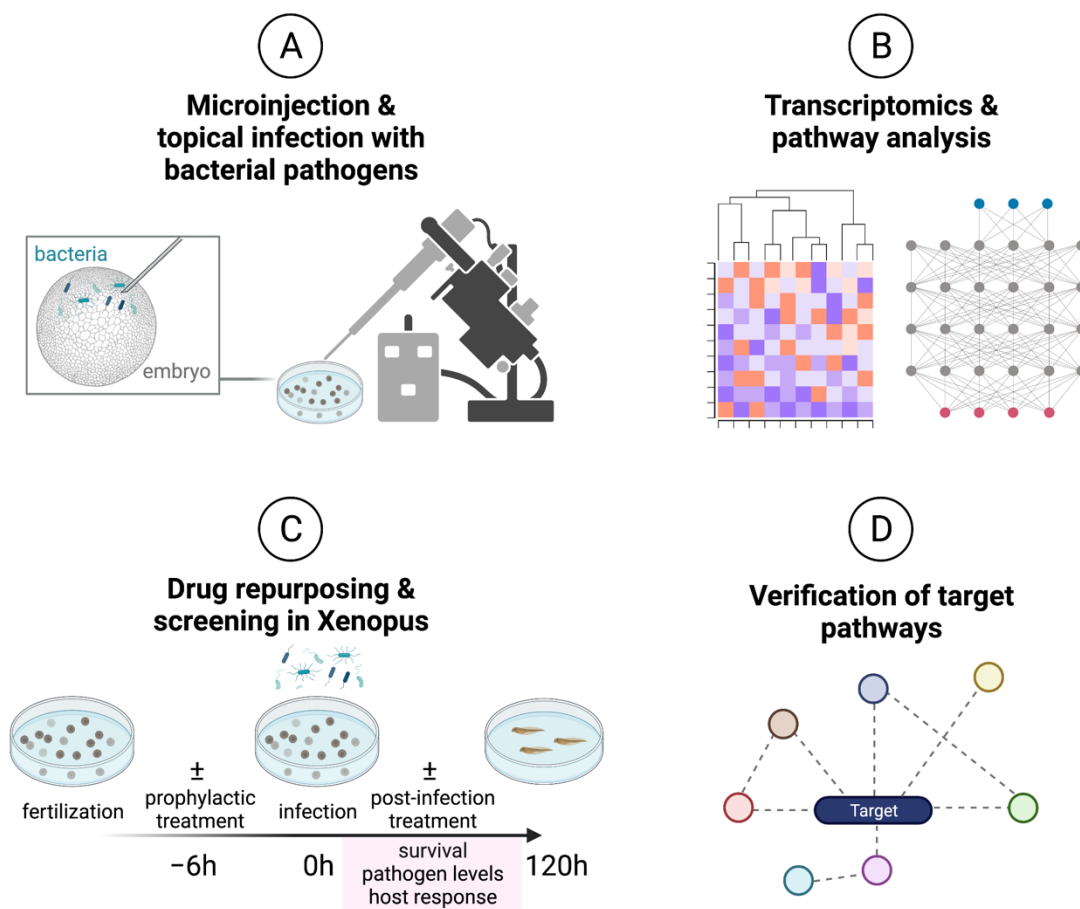 A
Microinjection &
topical infection with
bacterial pathogens
bacteria
embryo
B
Transcriptomics &
pathway analysis
C
Drug repurposing &
screening in Xenopus
fertilization
±
prophylactic
treatment
infection
±
post-infection
treatment
−6h
0h
survival
pathogen levels
host response
120h
D
Verification of target
pathways
Target